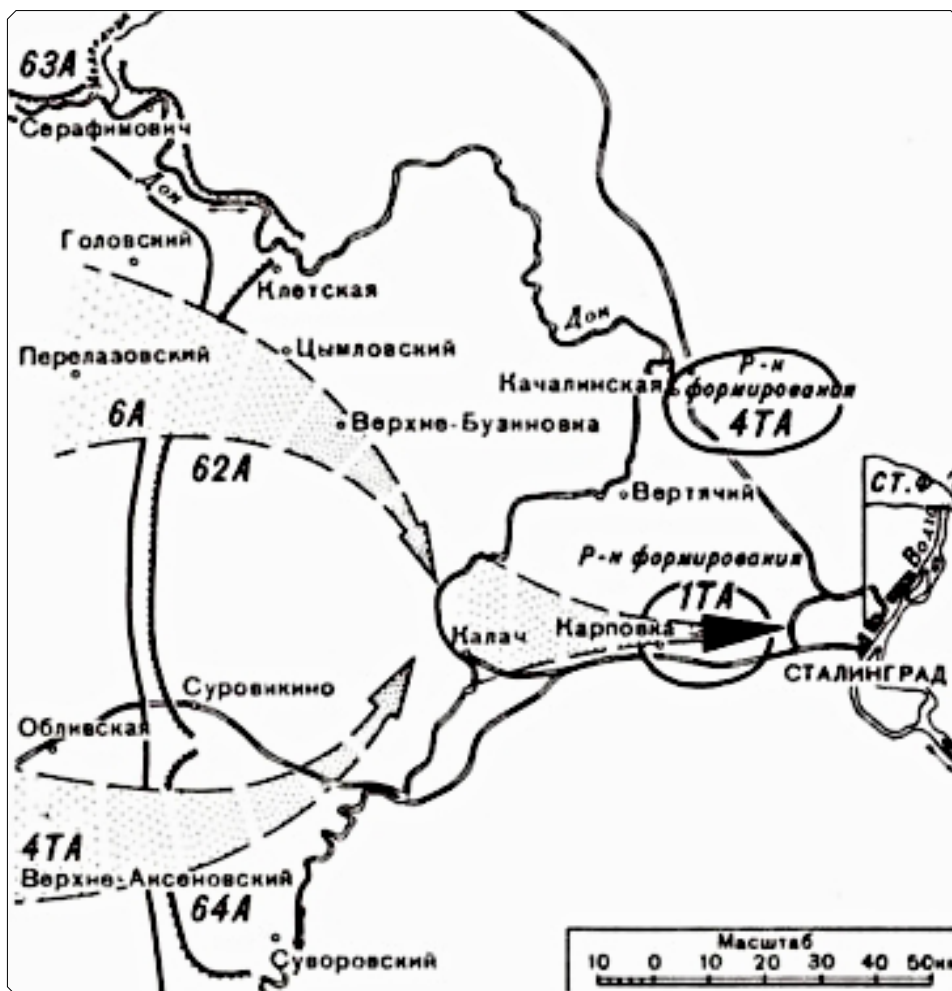 63А
Серафимович
Дон
Головский
Клетская
Дон
Цымловский
Перелазовский
Р-н
Качалинская
формирования
6А
4ТА
Верхне-Бузиновка
62А
СТ.Ф
Вертячий
Волга
Р-н формирования
1ТА
Калач
Карповка
СТАЛИНГРАД
Суровикино
Обливская
4ТА
Верхне-Аксеновский
64А
Суворовский
Масштаб
10 0 10 20 30 40 50км